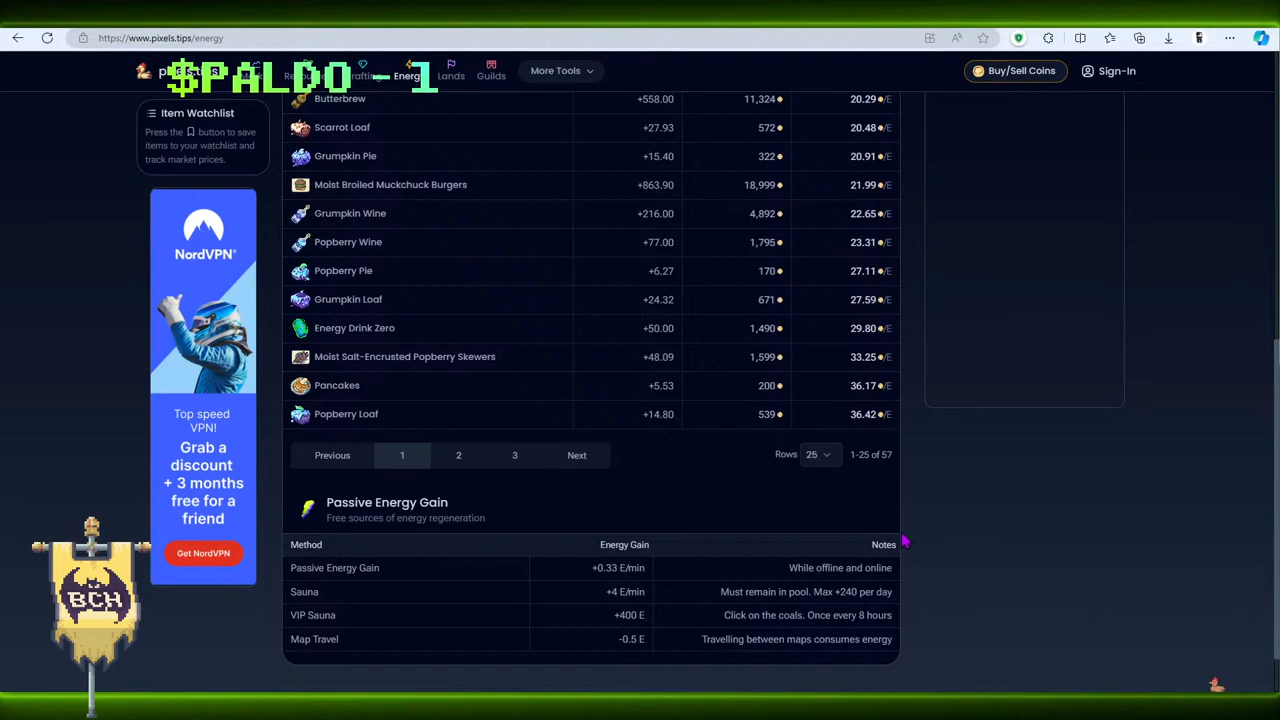 https://www.pixels.tips/energy
$PALDO-1
Energy
Lands
Guilds
More Tools
Buy/Sell Coins
Sign-In
Item Watchlist
Press the button to save
items to your watchlist and
track market prices.
NordVPN®
Top speed
VPN!
Grab a
discount
+ 3 months
free for a
friend
Get NordVPN
BCH
Butterbrew +558.00 11,324 20.29 /E
Scarrot Loaf +27.93 572 20.48 /E
Grumpkin Pie +15.40 322 20.91 /E
Moist Broiled Muckchuck Burgers +863.90 18,999 21.99 /E
Grumpkin Wine +216.00 4,892 22.65 /E
Popberry Wine +77.00 1,795 23.31 /E
Popberry Pie +6.27 170 27.11 /E
Grumpkin Loaf +24.32 671 27.59 /E
Energy Drink Zero +50.00 1,490 29.80 /E
Moist Salt-Encrusted Popberry Skewers +48.09 1,599 33.25 /E
Pancakes +5.53 200 36.17 /E
Popberry Loaf +14.80 539 36.42 /E
Previous 1 2 3 Next Rows 25 1-25 of 57
Passive Energy Gain
Free sources of energy regeneration
Method Energy Gain Notes
Passive Energy Gain +0.33 E/min While offline and online
Sauna +4 E/min Must remain in pool. Max +240 per day
VIP Sauna +400 E Click on the coals. Once every 8 hours
Map Travel -0.5 E Travelling between maps consumes energy